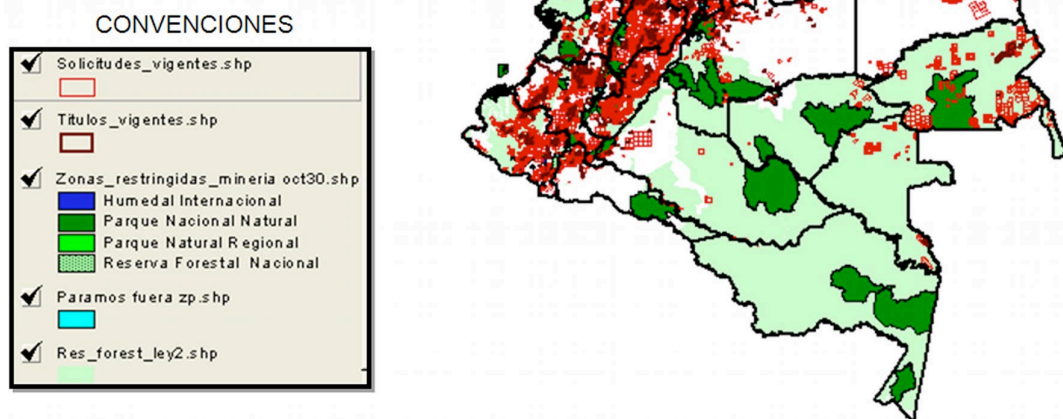 CONVENCIONES
Solicitudes_vigentes.shp
Titulos_vigentes.shp
Zonas_restringidas_mineria oct30.shp
Humedal Internacional
Parque Nacional Natural
Parque Natural Regional
Reserva Forestal Nacional
Paramos fuera zp.shp
Res_forest_ley2.shp